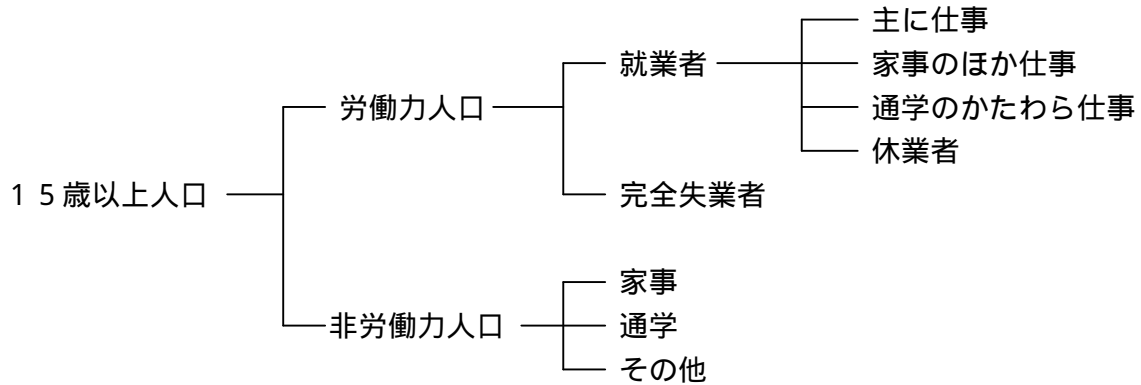 主に仕事
就業者
家事のほか仕事
労働力人口
通学のかたわら仕事
休業者
１５歳以上人口
完全失業者
家事
非労働力人口
通学
その他